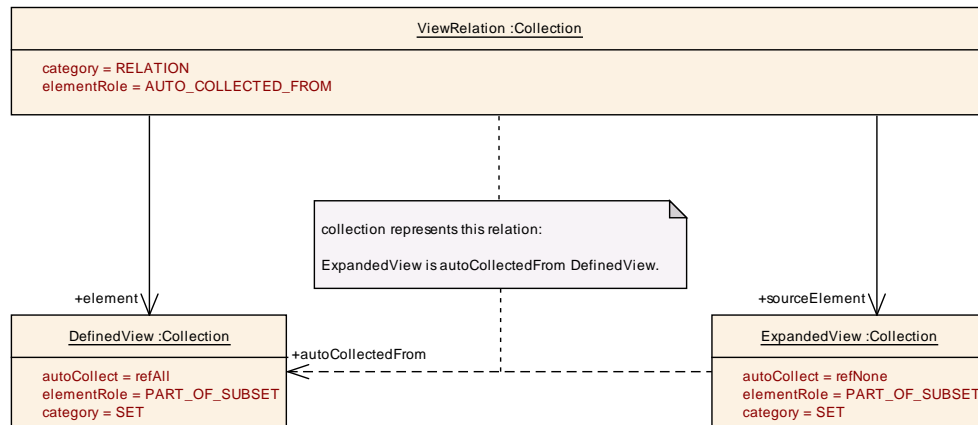 ViewRelation :Collection
category = RELATION
elementRole = AUTO_COLLECTED_FROM
collection represents this relation:
ExpandedView is autoCollectedFrom DefinedView.
+element
+sourceElement
DefinedView :Collection
autoCollect = refAll
elementRole = PART_OF_SUBSET
category = SET
+autoCollectedFrom
ExpandedView :Collection
autoCollect = refNone
elementRole = PART_OF_SUBSET
category = SET